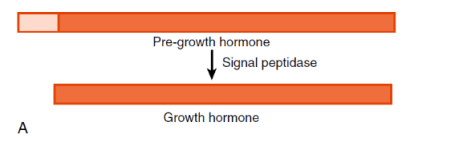 Pre-growth hormone
Signal peptidase
Growth hormone
A